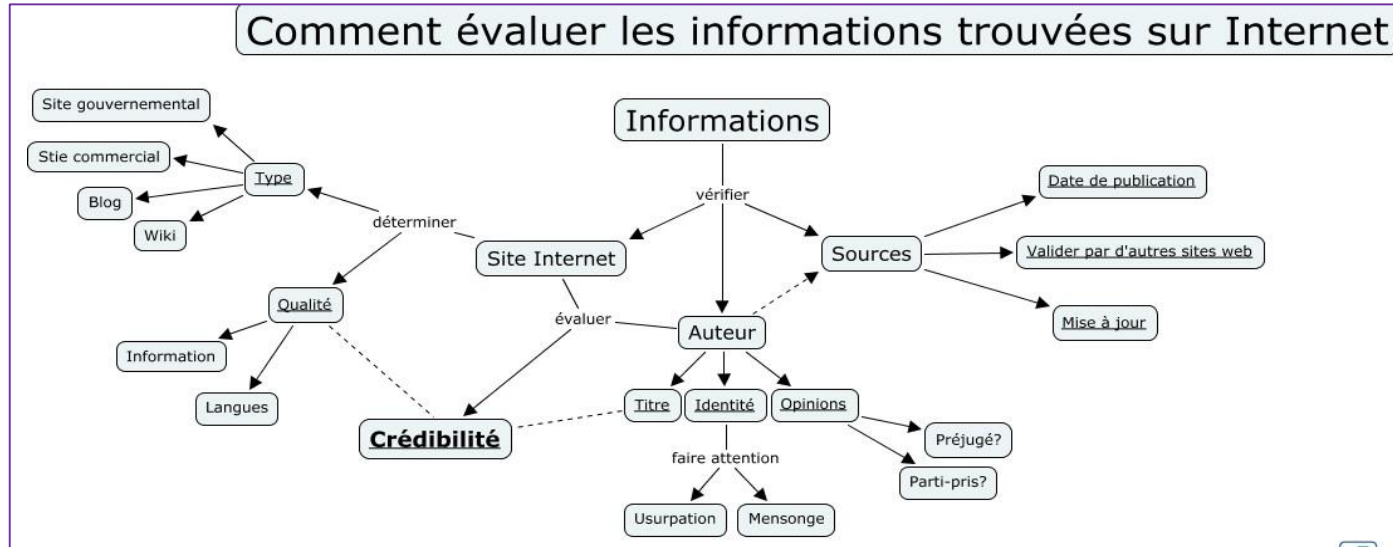 Comment évaluer les informations trouvées sur Internet
Informations
vérifier
Site gouvernemental
Stie commercial
Blog
Wiki
Type
déterminer
Site Internet
Sources
Date de publication
Valider par d'autres sites web
Mise à jour
Qualité
Information
Langues
évaluer
Auteur
Crédibilité
Titre
Identité
Opinions
Préjugé?
Parti-pris?
faire attention
Usurpation
Mensonge